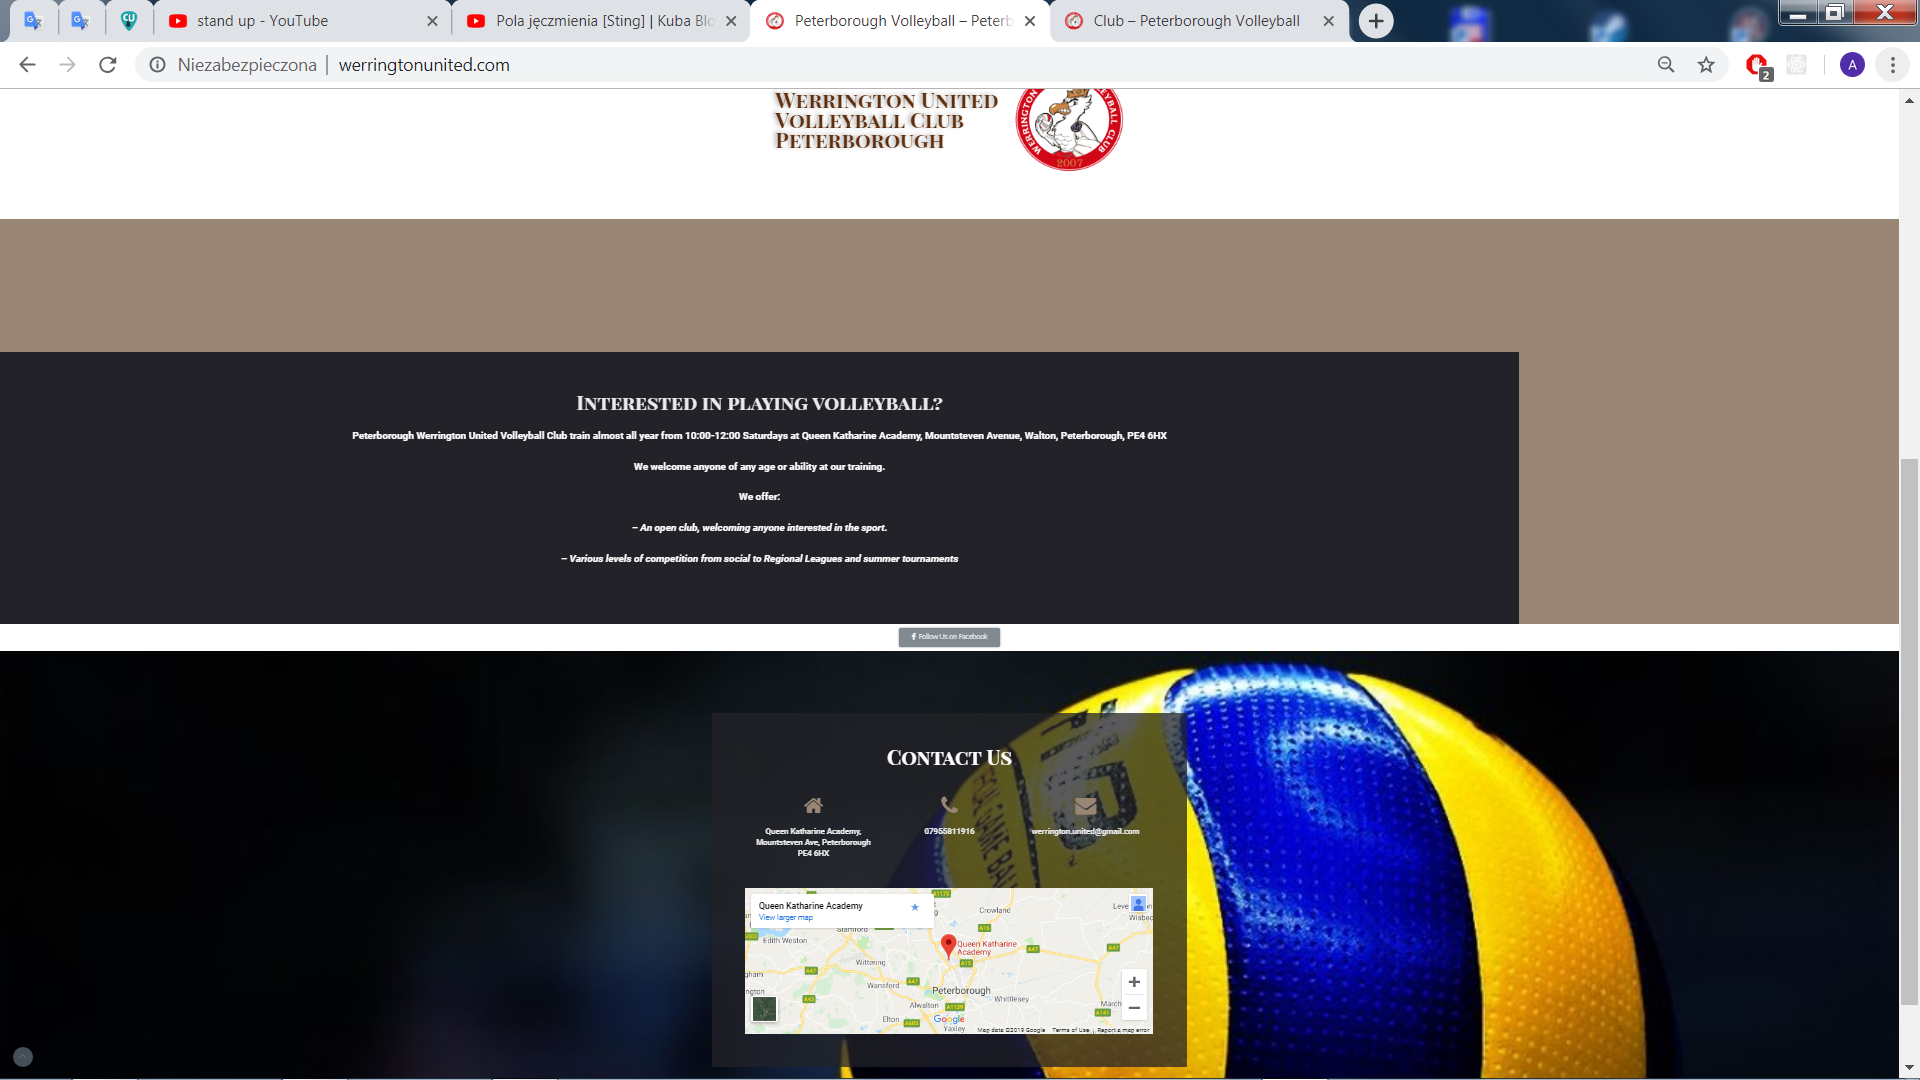 stand up - YouTube
Pola jęczmienia [Sting] | Kuba Blo
Peterborough Volleyball – Peterb
Club – Peterborough Volleyball
Niezabezpieczona
werringtonunited.com
2
A
Werrington United
Volleyball Club
Peterborough
2007
Interested in playing volleyball?
Peterborough Werrington United Volleyball Club train almost all year from 10:00-12:00 Saturdays at Queen Katharine Academy, Mountsteven Avenue, Walton, Peterborough, PE4 6HX
We welcome anyone of any age or ability at our training.
We offer:
– An open club, welcoming anyone interested in the sport.
– Various levels of competition from social to Regional Leagues and summer tournaments
Follow Us on Facebook
Contact Us
Queen Katharine Academy,
Mountsteven Ave, Peterborough
PE4 6HX
07955811916
werrington.united@gmail.com
Queen Katharine Academy
View larger map
Crowland
Stamford
Edith Weston
Queen Katharine
Academy
Wittering
Wansford
Peterborough
Whittlesey
March
Alwalton
Elton
Yaxley
Google
Map data ©2019 Google
Terms of Use
Report a map error